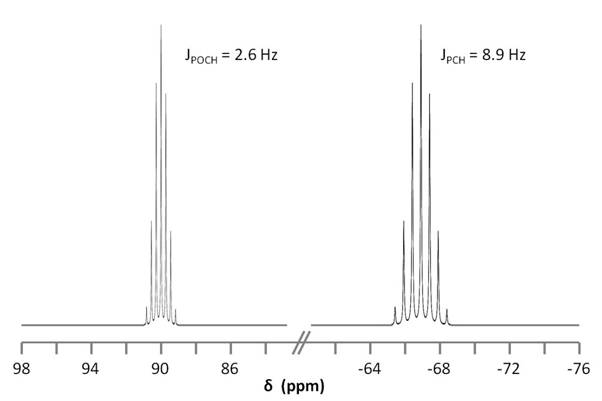 J_POCH = 2.6 Hz
J_PCH = 8.9 Hz
98 94 90 86 -64 -68 -72 -76
δ (ppm)